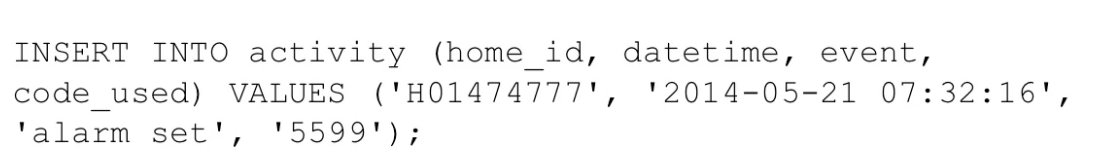 INSERT INTO activity (home_id, datetime, event,
code_used) VALUES ('H01474777', '2014-05-21 07:32:16',
'alarm set', '5599');